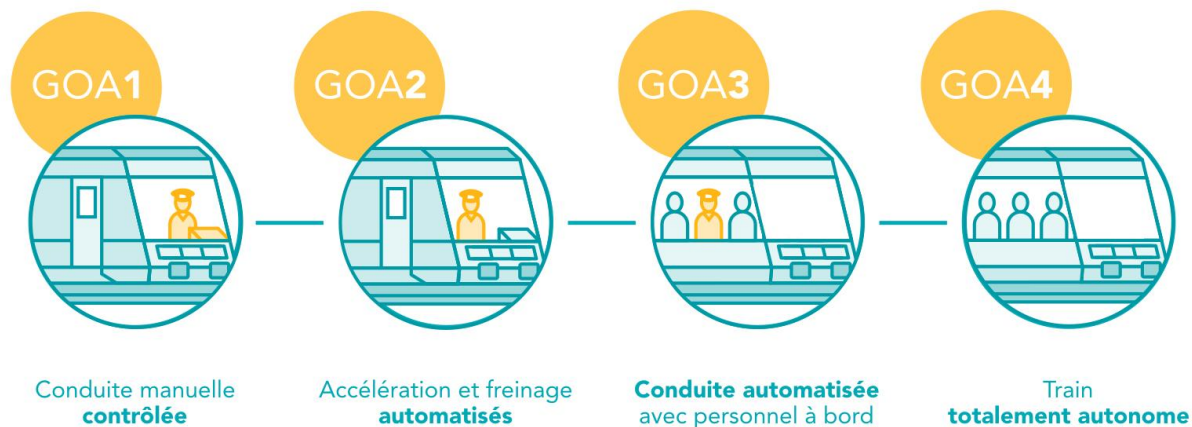 GOA1
GOA2
GOA3
GOA4
Conduite manuelle
contrôlée
Accélération et freinage
automatisés
Conduite automatisée
avec personnel à bord
Train
totalement autonome